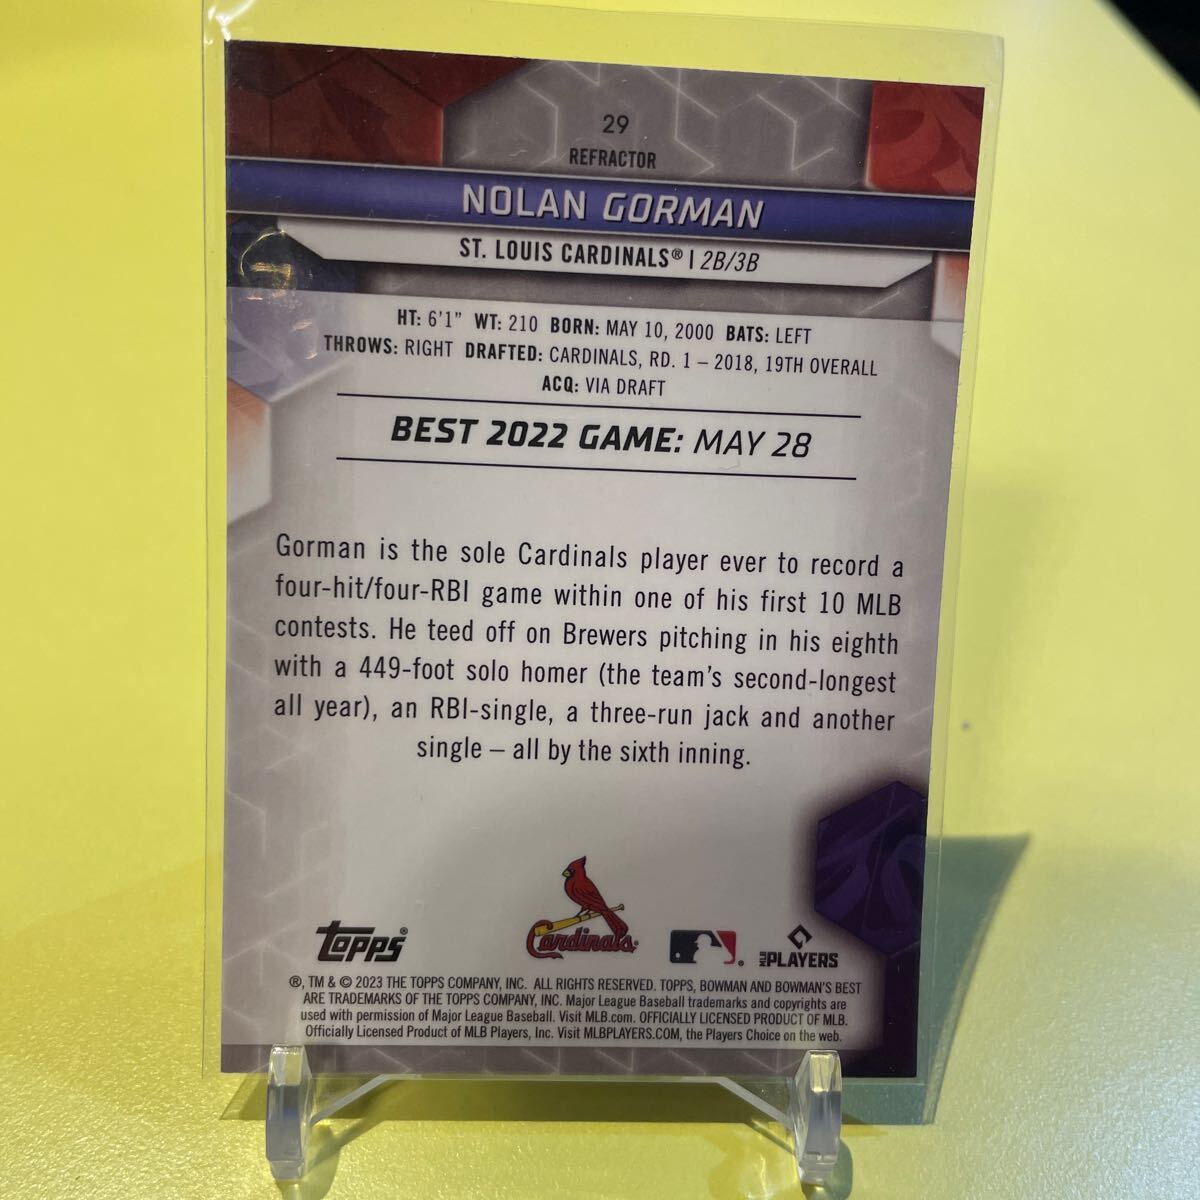 29
REFRACTOR
NOLAN GORMAN
ST. LOUIS CARDINALS® | 2B/3B
HT: 6'1" WT: 210 BORN: MAY 10, 2000 BATS: LEFT
THROWS: RIGHT DRAFTED: CARDINALS, RD. 1 – 2018, 19TH OVERALL
ACQ: VIA DRAFT
BEST 2022 GAME: MAY 28
Gorman is the sole Cardinals player ever to record a
four-hit/four-RBI game within one of his first 10 MLB
contests. He teed off on Brewers pitching in his eighth
with a 449-foot solo homer (the team's second-longest
all year), an RBI-single, a three-run jack and another
single – all by the sixth inning.
Topps®
Cardinals
MLB PLAYERS
®, TM & © 2023 THE TOPPS COMPANY, INC. ALL RIGHTS RESERVED. TOPPS, BOWMAN AND BOWMAN'S BEST
ARE TRADEMARKS OF THE TOPPS COMPANY, INC. Major League Baseball trademarks and copyrights are
used with permission of Major League Baseball. Visit MLB.com. OFFICIALLY LICENSED PRODUCT OF MLB.
Officially Licensed Product of MLB Players, Inc. Visit MLBPLAYERS.COM, the Players Choice on the web.